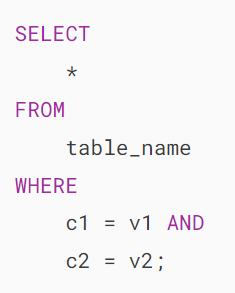 SELECT
    *
FROM
    table_name
WHERE
    c1 = v1 AND
    c2 = v2;